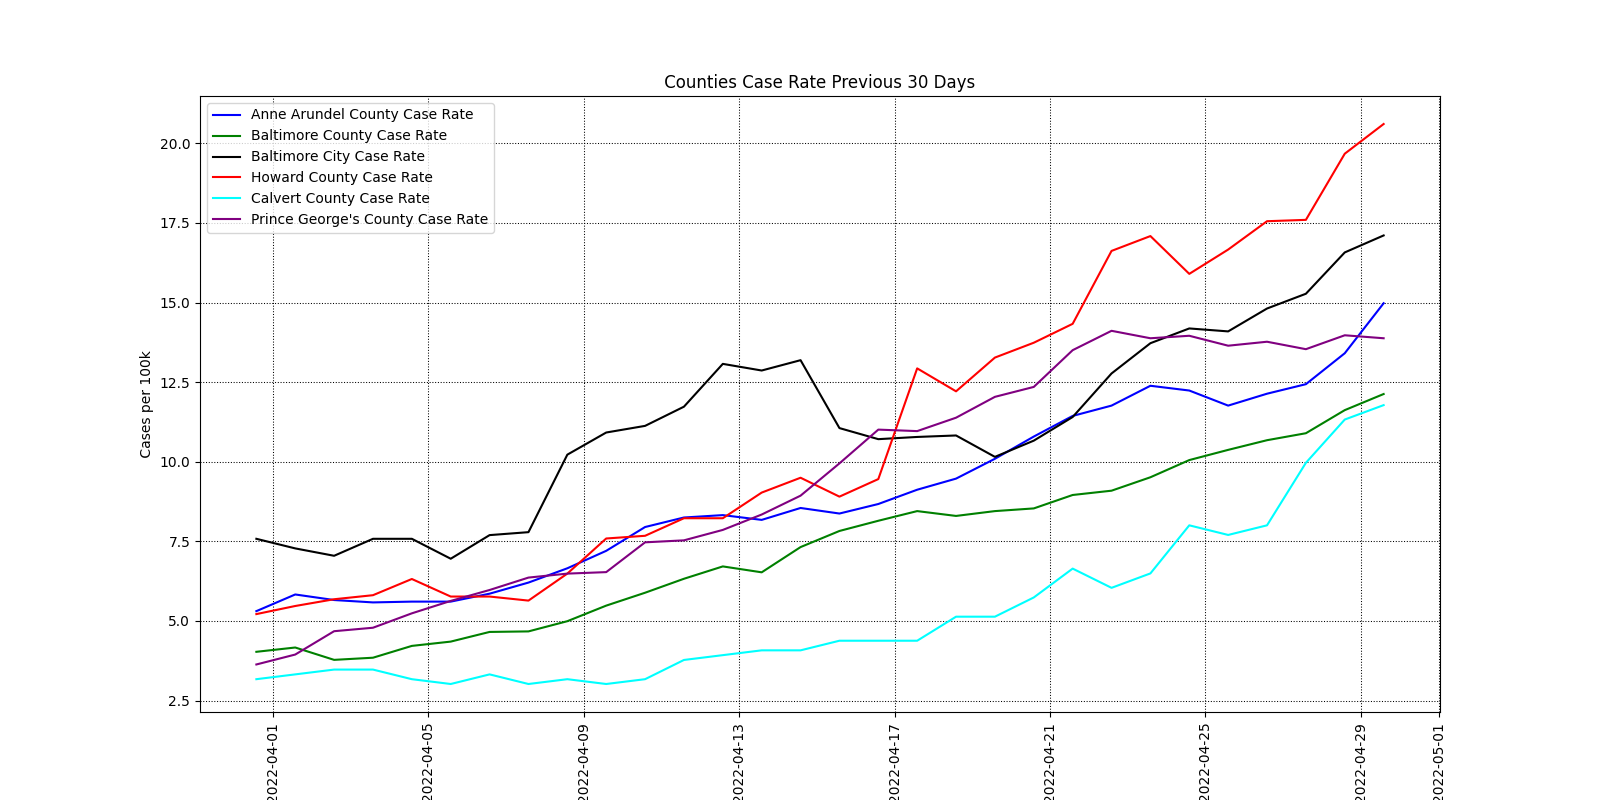 Counties Case Rate Previous 30 Days
Anne Arundel County Case Rate
Baltimore County Case Rate
Baltimore City Case Rate
Howard County Case Rate
Calvert County Case Rate
Prince George's County Case Rate
Cases per 100k
20.0
17.5
15.0
12.5
10.0
7.5
5.0
2.5
2022-04-01
2022-04-05
2022-04-09
2022-04-13
2022-04-17
2022-04-21
2022-04-25
2022-04-29
2022-05-01